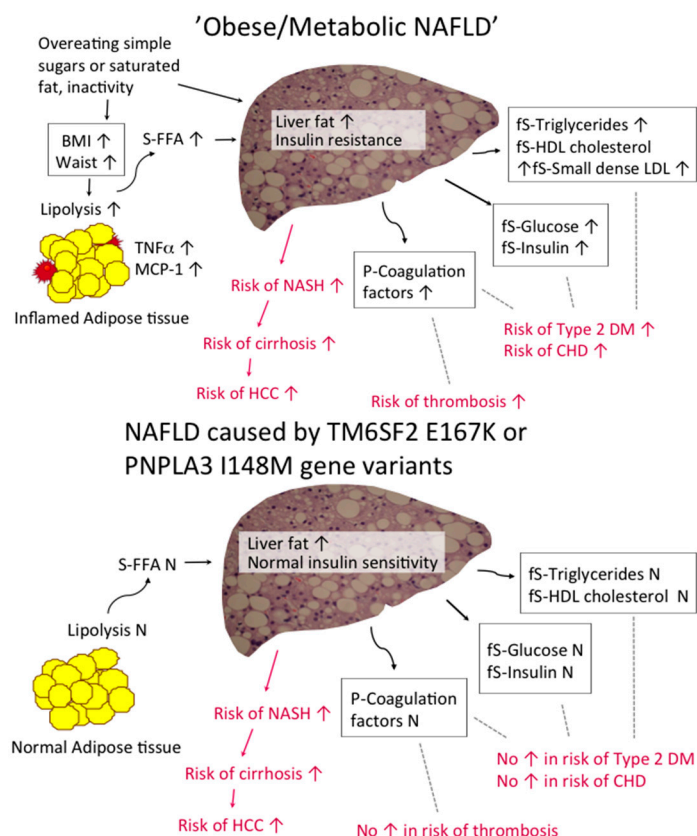 ’Obese/Metabolic NAFLD’
Overeating simple
sugars or saturated
fat, inactivity
BMI ↑
Waist ↑
S-FFA ↑
Lipolysis ↑
TNFα ↑
MCP-1 ↑
Inflamed Adipose tissue
Liver fat ↑
Insulin resistance
fS-Triglycerides ↑
fS-HDL cholesterol
↑fS-Small dense LDL ↑
fS-Glucose ↑
fS-Insulin ↑
P-Coagulation
factors ↑
Risk of NASH ↑
Risk of cirrhosis ↑
Risk of HCC ↑
Risk of Type 2 DM ↑
Risk of CHD ↑
Risk of thrombosis ↑
NAFLD caused by TM6SF2 E167K or
PNPLA3 I148M gene variants
S-FFA N
Lipolysis N
Normal Adipose tissue
Liver fat ↑
Normal insulin sensitivity
fS-Triglycerides N
fS-HDL cholesterol N
fS-Glucose N
fS-Insulin N
P-Coagulation
factors N
Risk of NASH ↑
Risk of cirrhosis ↑
Risk of HCC ↑
No ↑ in risk of Type 2 DM
No ↑ in risk of CHD
No ↑ in risk of thrombosis